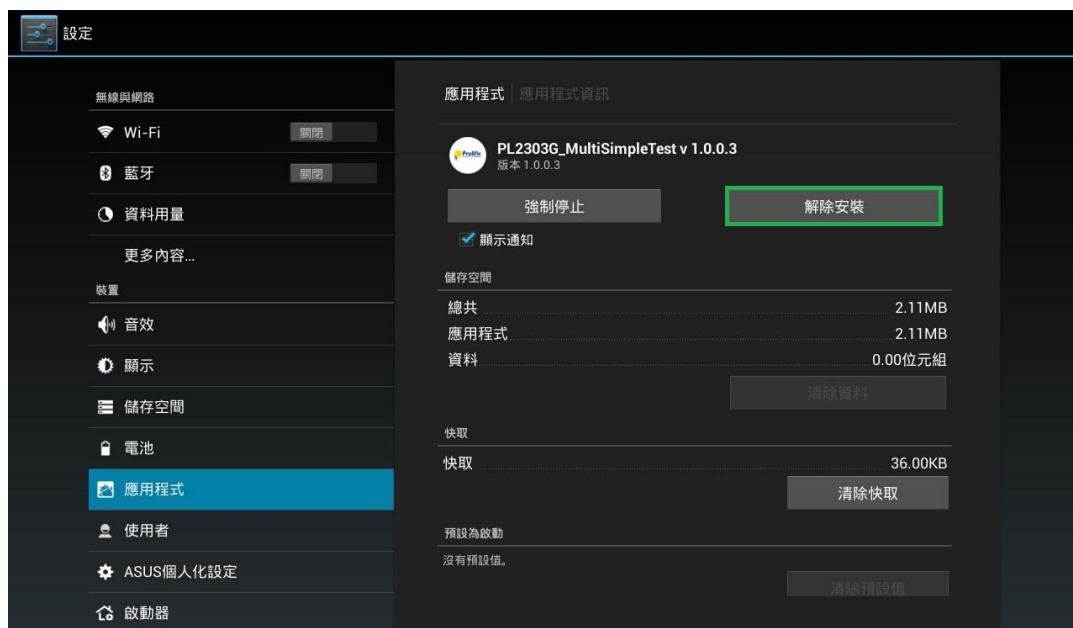 設定
無線與網路
Wi-Fi
關閉
藍牙
關閉
資料用量
更多內容...
裝置
音效
顯示
儲存空間
電池
應用程式
使用者
ASUS個人化設定
啟動器
應用程式 應用程式資訊
Prolific
PL2303G_MultiSimpleTest v 1.0.0.3
版本 1.0.0.3
強制停止
解除安裝
顯示通知
儲存空間
總共 2.11MB
應用程式 2.11MB
資料 0.00位元組
清除資料
快取
快取 36.00KB
清除快取
預設為啟動
沒有預設值。
清除預設值